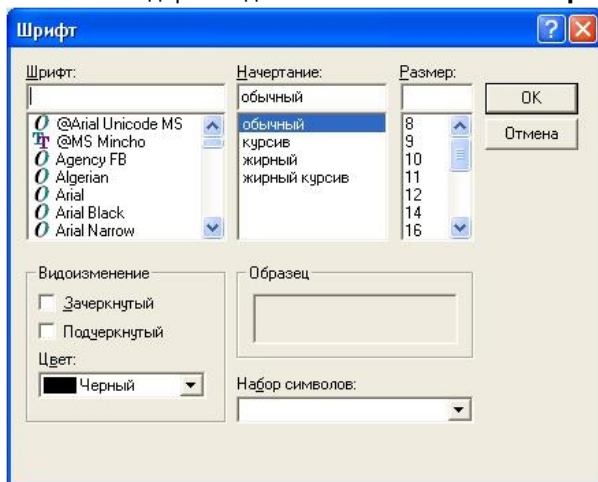 Шрифт
Шрифт:
Начертание:
Размер:
обычный
OK
Отмена
@Arial Unicode MS
@MS Mincho
Agency FB
Algerian
Arial
Arial Black
Arial Narrow
обычный
курсив
жирный
жирный курсив
8
9
10
11
12
14
16
Видоизменение
Зачеркнутый
Подчеркнутый
Цвет:
Черный
Образец
Набор символов: